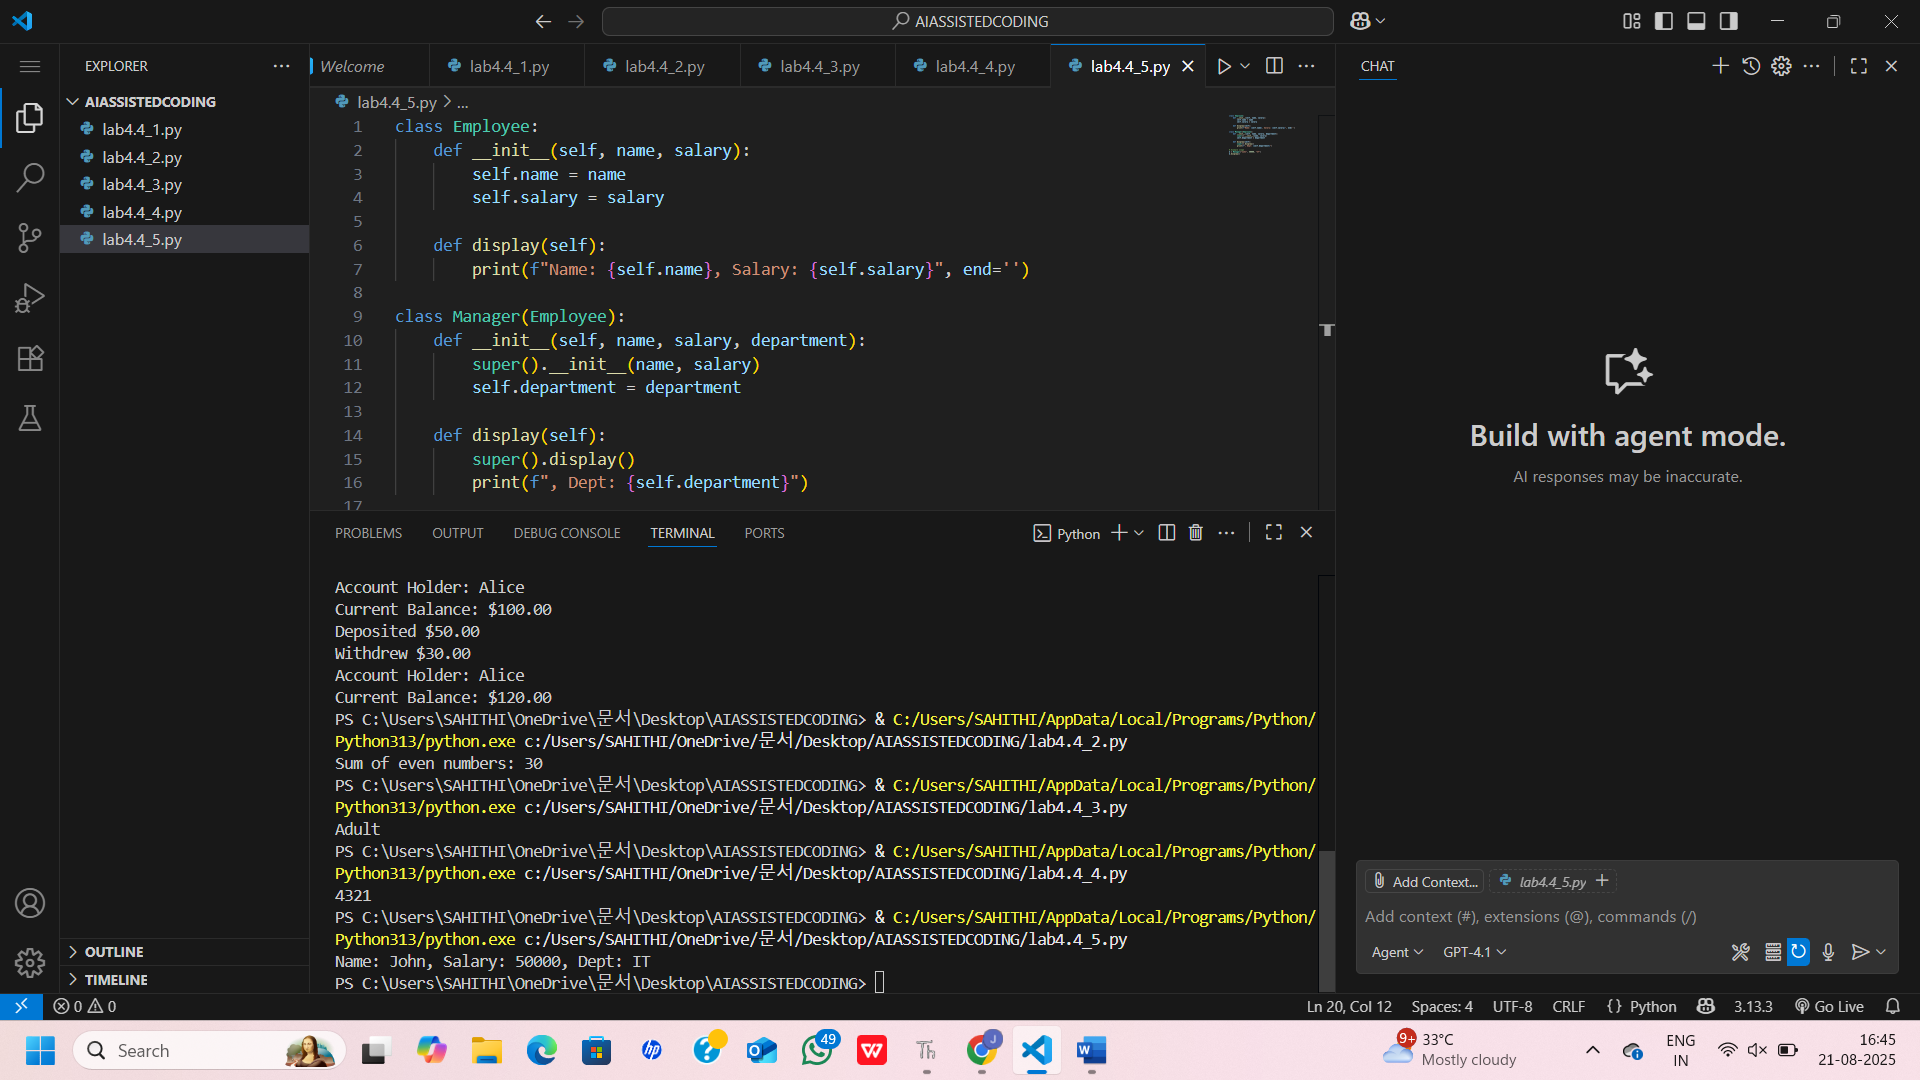 AIASSISTEDCODING
EXPLORER
AIASSISTEDCODING
lab4.4_1.py
lab4.4_2.py
lab4.4_3.py
lab4.4_4.py
lab4.4_5.py
OUTLINE
TIMELINE
Welcome
lab4.4_1.py
lab4.4_2.py
lab4.4_3.py
lab4.4_4.py
lab4.4_5.py
lab4.4_5.py > ...
1 class Employee:
2 def __init__(self, name, salary):
3 self.name = name
4 self.salary = salary
5
6 def display(self):
7 print(f"Name: {self.name}, Salary: {self.salary}", end='')
8
9 class Manager(Employee):
10 def __init__(self, name, salary, department):
11 super().__init__(name, salary)
12 self.department = department
13
14 def display(self):
15 super().display()
16 print(f", Dept: {self.department}")
17
PROBLEMS OUTPUT DEBUG CONSOLE TERMINAL PORTS
Python
Account Holder: Alice
Current Balance: $100.00
Deposited $50.00
Withdrew $30.00
Account Holder: Alice
Current Balance: $120.00
PS C:\Users\SAHITHI\OneDrive\문서\Desktop\AIASSISTEDCODING> & C:/Users/SAHITHI/AppData/Local/Programs/Python/
Python313/python.exe c:/Users/SAHITHI/OneDrive/문서/Desktop/AIASSISTEDCODING/lab4.4_2.py
Sum of even numbers: 30
PS C:\Users\SAHITHI\OneDrive\문서\Desktop\AIASSISTEDCODING> & C:/Users/SAHITHI/AppData/Local/Programs/Python/
Python313/python.exe c:/Users/SAHITHI/OneDrive/문서/Desktop/AIASSISTEDCODING/lab4.4_3.py
Adult
PS C:\Users\SAHITHI\OneDrive\문서\Desktop\AIASSISTEDCODING> & C:/Users/SAHITHI/AppData/Local/Programs/Python/
Python313/python.exe c:/Users/SAHITHI/OneDrive/문서/Desktop/AIASSISTEDCODING/lab4.4_4.py
4321
PS C:\Users\SAHITHI\OneDrive\문서\Desktop\AIASSISTEDCODING> & C:/Users/SAHITHI/AppData/Local/Programs/Python/
Python313/python.exe c:/Users/SAHITHI/OneDrive/문서/Desktop/AIASSISTEDCODING/lab4.4_5.py
Name: John, Salary: 50000, Dept: IT
PS C:\Users\SAHITHI\OneDrive\문서\Desktop\AIASSISTEDCODING>
CHAT
Build with agent mode.
AI responses may be inaccurate.
Add Context... lab4.4_5.py
Add context (#), extensions (@), commands (/)
Agent GPT-4.1
0 0
Ln 20, Col 12 Spaces: 4 UTF-8 CRLF {} Python 3.13.3 Go Live
Search
hp
49
Th
J
9+
33°C
Mostly cloudy
ENG
IN
16:45
21-08-2025